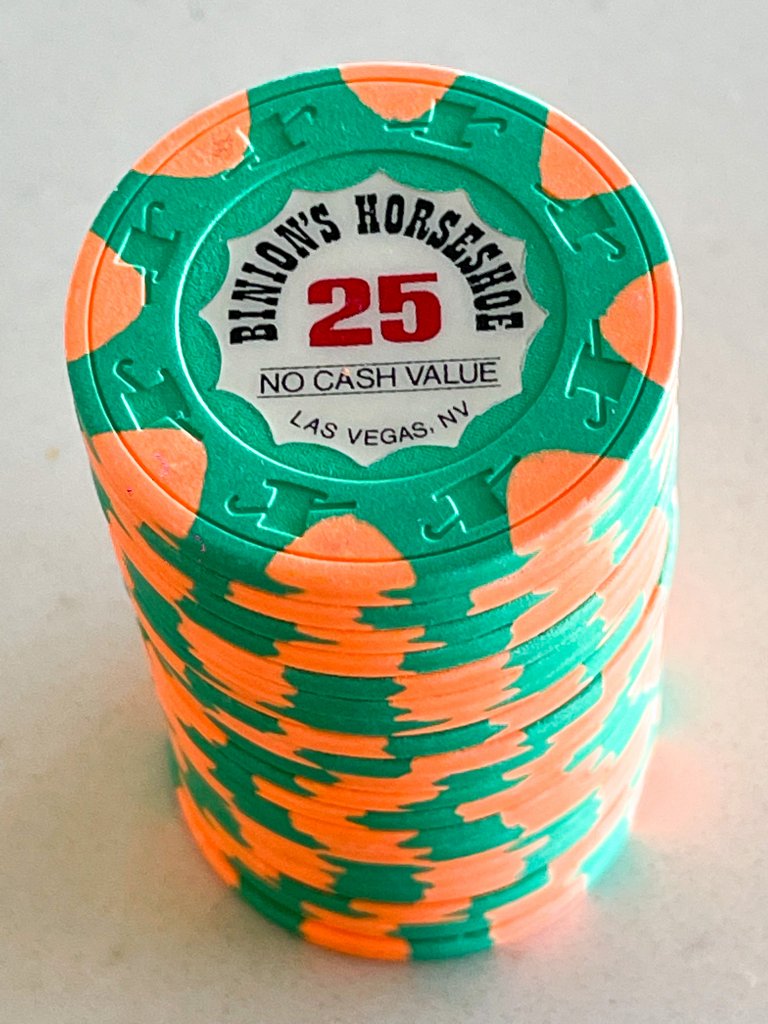 BINION'S HORSESHOE
25
NO CASH VALUE
LAS VEGAS, NV